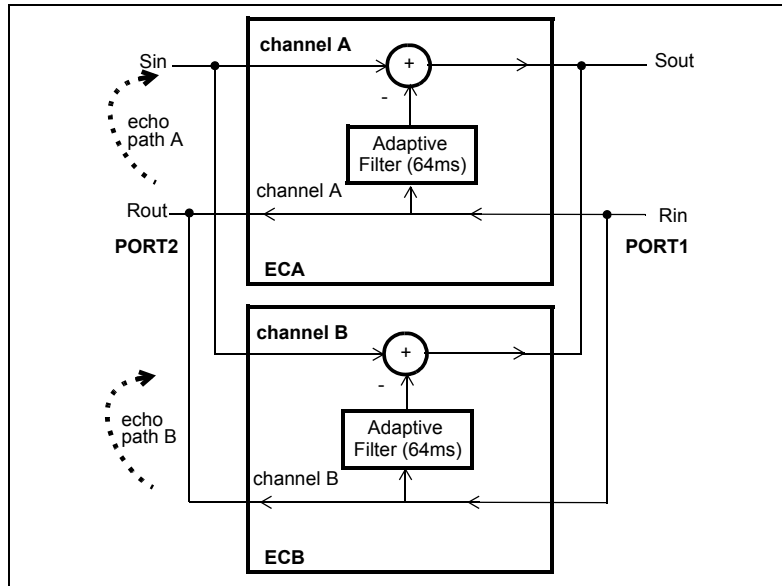 channel A
Sin
+
Sout
-
echo
path A
Adaptive
Filter (64ms)
channel A
Rout
Rin
PORT2
PORT1
ECA
channel B
+
-
echo
path B
Adaptive
Filter (64ms)
channel B
ECB